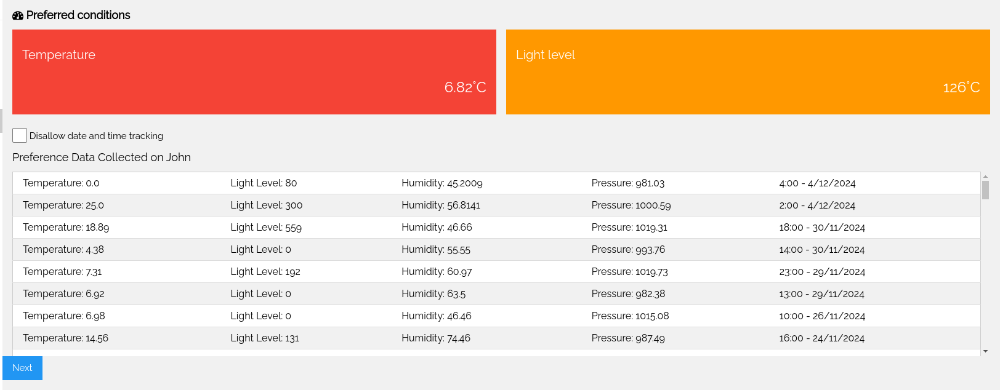 Preferred conditions
Temperature
6.82°C
Light level
126°C
Disallow date and time tracking
Preference Data Collected on John
Temperature: 0.0 Light Level: 80 Humidity: 45.2009 Pressure: 981.03 4:00 - 4/12/2024
Temperature: 25.0 Light Level: 300 Humidity: 56.8141 Pressure: 1000.59 2:00 - 4/12/2024
Temperature: 18.89 Light Level: 559 Humidity: 46.66 Pressure: 1019.31 18:00 - 30/11/2024
Temperature: 4.38 Light Level: 0 Humidity: 55.55 Pressure: 993.76 14:00 - 30/11/2024
Temperature: 7.31 Light Level: 192 Humidity: 60.97 Pressure: 1019.73 23:00 - 29/11/2024
Temperature: 6.92 Light Level: 0 Humidity: 63.5 Pressure: 982.38 13:00 - 29/11/2024
Temperature: 6.98 Light Level: 0 Humidity: 46.46 Pressure: 1015.08 10:00 - 26/11/2024
Temperature: 14.56 Light Level: 131 Humidity: 74.46 Pressure: 987.49 16:00 - 24/11/2024
Next